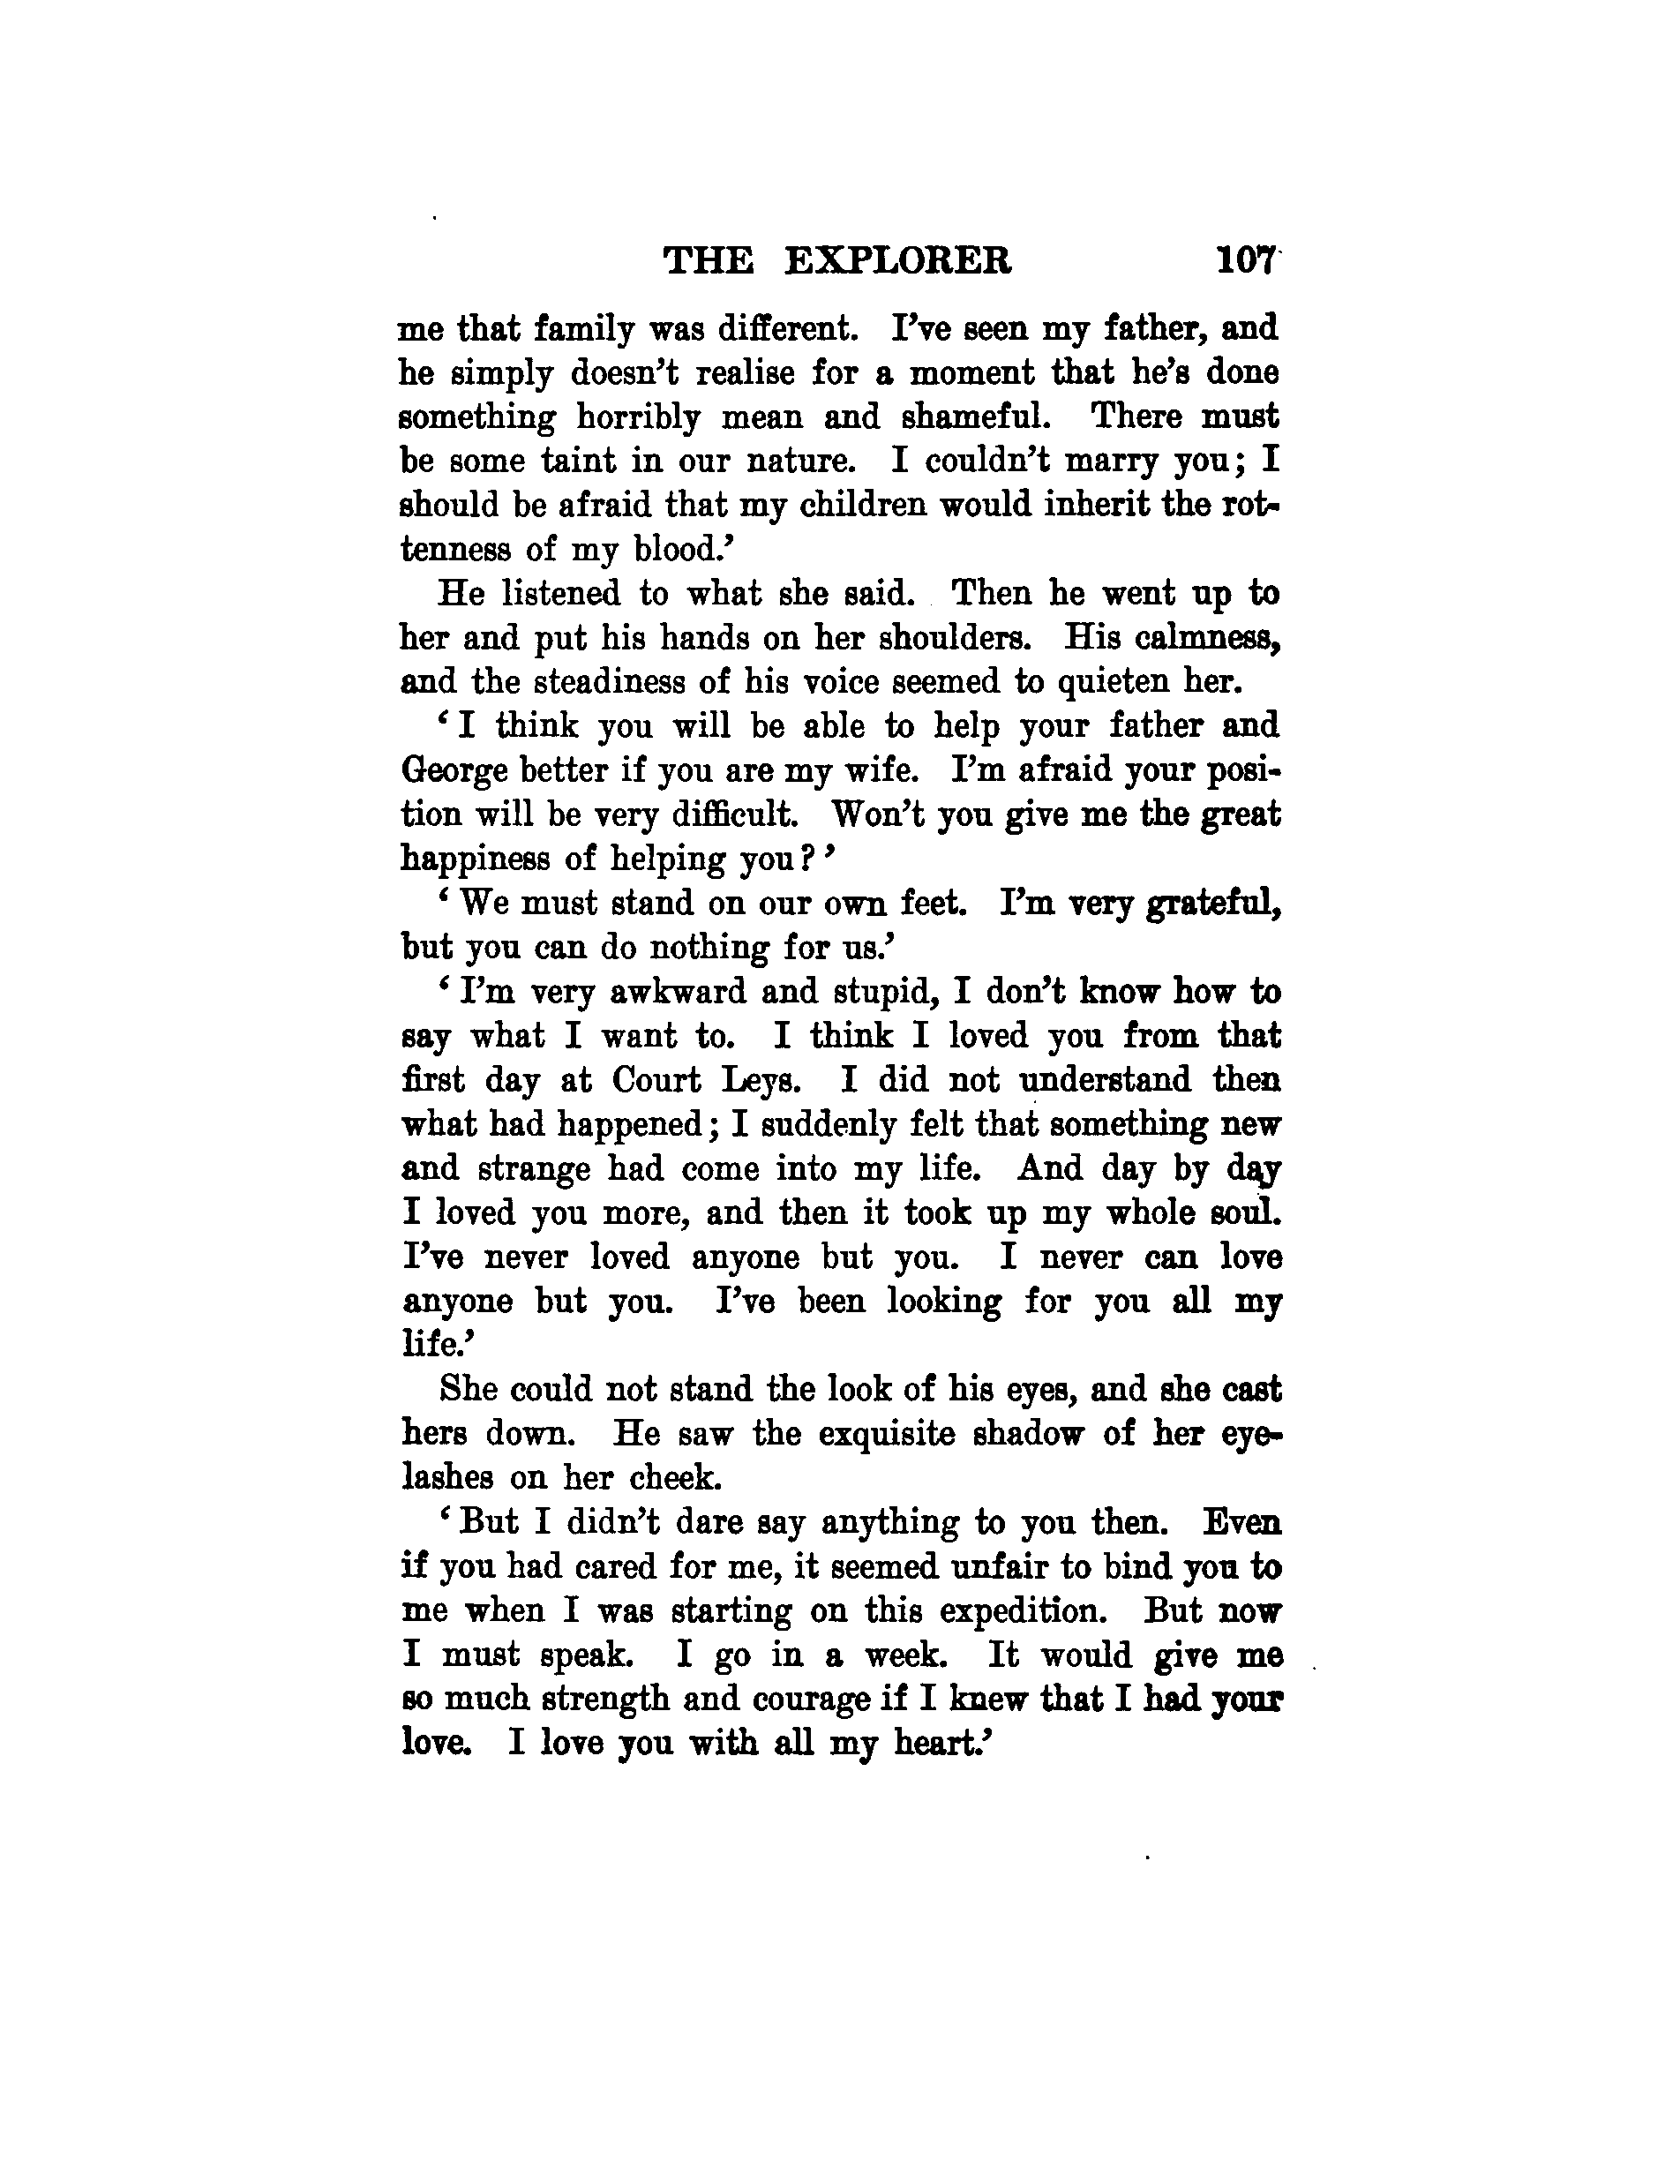 THE EXPLORER 107
me that family was different. I've seen my father, and
he simply doesn't realise for a moment that he's done
something horribly mean and shameful. There must
be some taint in our nature. I couldn't marry you; I
should be afraid that my children would inherit the rot-
tenness of my blood.'
He listened to what she said. Then he went up to
her and put his hands on her shoulders. His calmness,
and the steadiness of his voice seemed to quieten her.
'I think you will be able to help your father and
George better if you are my wife. I'm afraid your posi-
tion will be very difficult. Won't you give me the great
happiness of helping you?'
'We must stand on our own feet. I'm very grateful,
but you can do nothing for us.'
'I'm very awkward and stupid, I don't know how to
say what I want to. I think I loved you from that
first day at Court Leys. I did not understand then
what had happened; I suddenly felt that something new
and strange had come into my life. And day by day
I loved you more, and then it took up my whole soul.
I've never loved anyone but you. I never can love
anyone but you. I've been looking for you all my
life.'
She could not stand the look of his eyes, and she cast
hers down. He saw the exquisite shadow of her eye-
lashes on her cheek.
'But I didn't dare say anything to you then. Even
if you had cared for me, it seemed unfair to bind you to
me when I was starting on this expedition. But now
I must speak. I go in a week. It would give me
so much strength and courage if I knew that I had your
love. I love you with all my heart.'